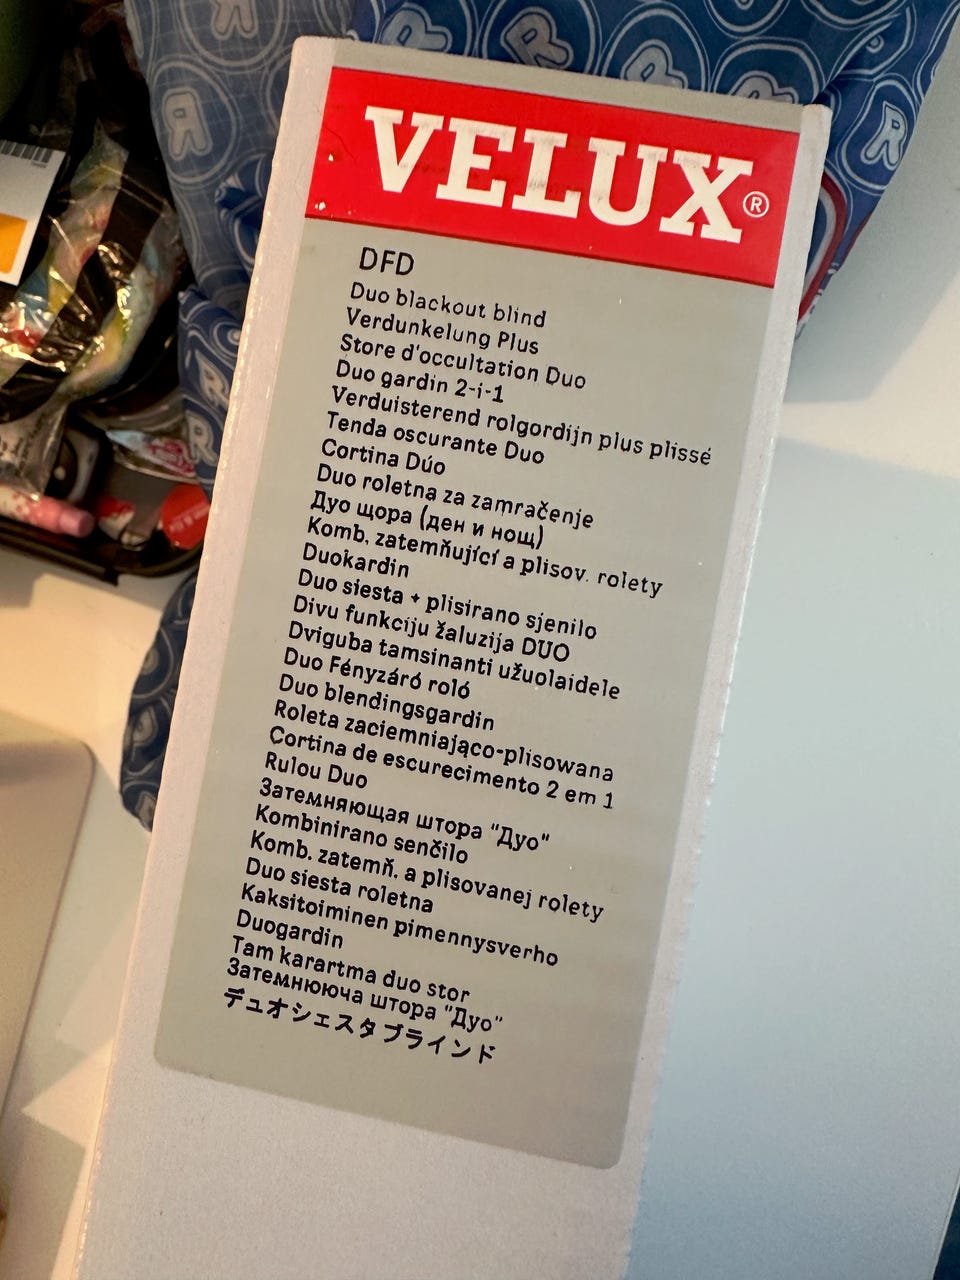 VELUX®
DFD
Duo blackout blind
Verdunkelung Plus
Store d'occultation Duo
Duo gardin 2-i-1
Verduisterend rolgordijn plus plissé
Tenda oscurante Duo
Cortina Dúo
Duo roletna za zamračenje
Дуо щора (ден и нощ)
Komb. zatemňující a plisov. rolety
Duokardin
Duo siesta + plisirano sjenilo
Divu funkciju žaluzija DUO
Dviguba tamsinanti užuolaidele
Duo Fényzáró roló
Duo blendingsgardin
Roleta zaciemniająco-plisowana
Cortina de escurecimento 2 em 1
Rulou Duo
Затемняющая штора "Дуо"
Kombinirano senčilo
Komb. zatemň. a plisovanej rolety
Duo siesta roletna
Kaksitoiminen pimennysverho
Duogardin
Tam karartma duo stor
Затемнююча штора "Дуо"
デュオシェスタブラインド